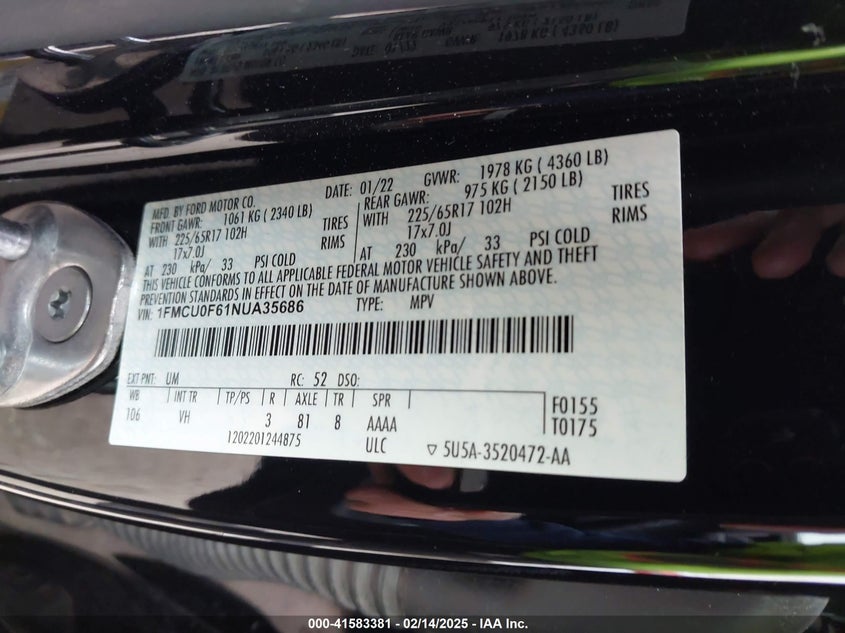 MFD. BY FORD MOTOR CO. DATE: 01/22 GVWR: 1978 KG ( 4360 LB)
FRONT GAWR: 1061 KG ( 2340 LB) REAR GAWR: 975 KG ( 2150 LB)
WITH 225/65R17 102H TIRES WITH 225/65R17 102H TIRES
17x7.0J RIMS 17x7.0J RIMS
AT 230 kPa/ 33 PSI COLD AT 230 kPa/ 33 PSI COLD
THIS VEHICLE CONFORMS TO ALL APPLICABLE FEDERAL MOTOR VEHICLE SAFETY AND THEFT
PREVENTION STANDARDS IN EFFECT ON THE DATE OF MANUFACTURE SHOWN ABOVE.
VIN: 1FMCU0F61NUA35686 TYPE: MPV
EXT PNT: UM RC: 52 DSO:
WB INT TR TP/PS R AXLE TR SPR F0155
106 VH 3 81 8 AAAA T0175
1202201244875 ULC ▽ 5U5A-3520472-AA
000-41583381 - 02/14/2025 - IAA Inc.